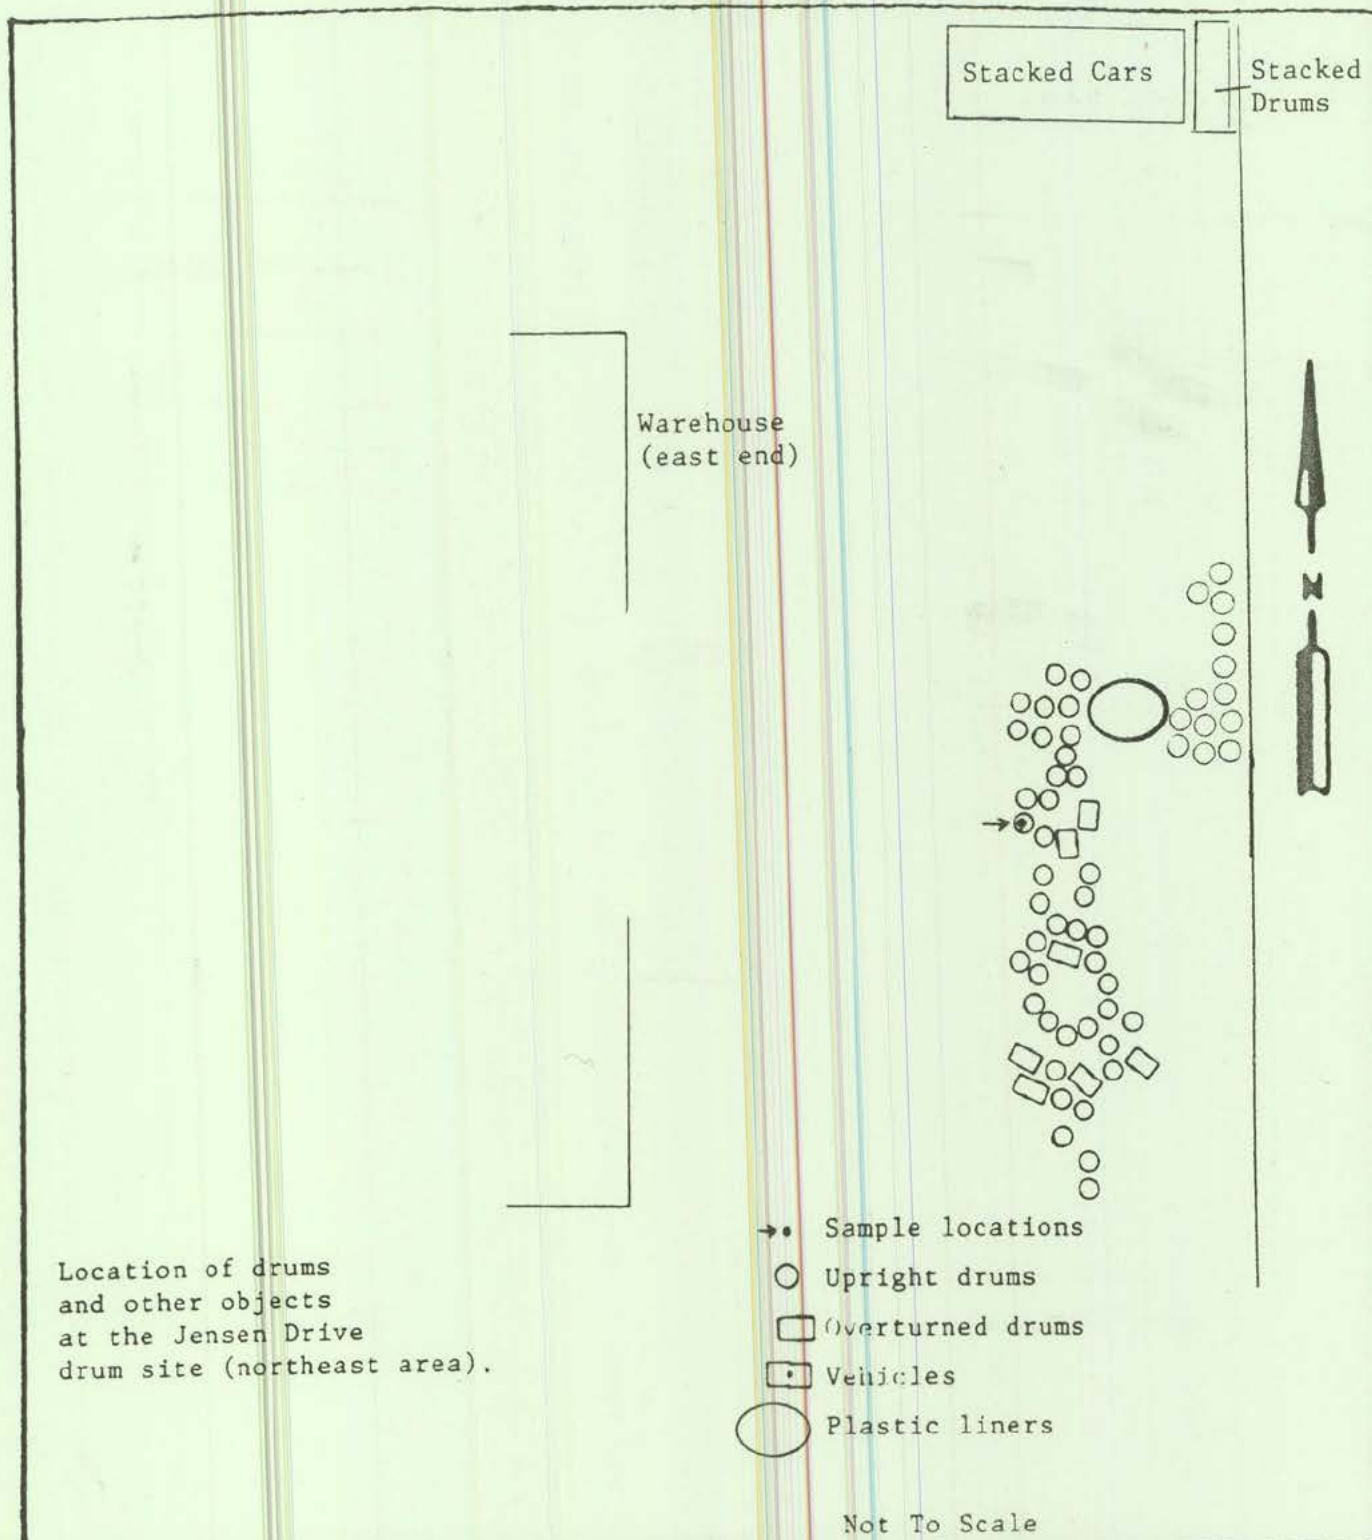 Stacked Cars
Stacked
Drums
Warehouse
(east end)
N
Sample locations
Upright drums
Overturned drums
Vehicles
Plastic liners
Location of drums
and other objects
at the Jensen Drive
drum site (northeast area).
Not To Scale